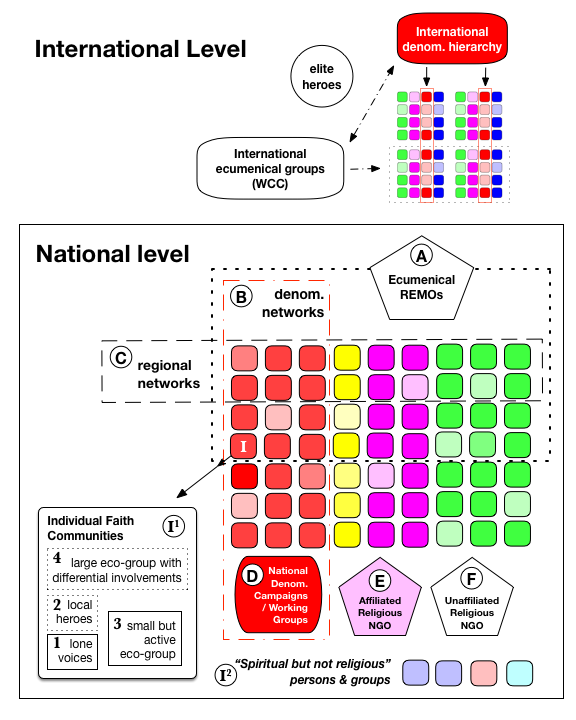 International Level
International
denom. hierarchy
elite
heroes
International
ecumenical groups
(WCC)
National level
A
Ecumenical
REMOs
B
denom.
networks
C
regional
networks
I
Individual Faith
Communities
I1
4 large eco-group with
differential involvements
2 local
heroes
1 lone
voices
3 small but
active
eco-group
D
National
Denom.
Campaigns
/ Working
Groups
E
Affiliated
Religious
NGO
F
Unaffiliated
Religious
NGO
I2
“Spiritual but not religious”
persons & groups